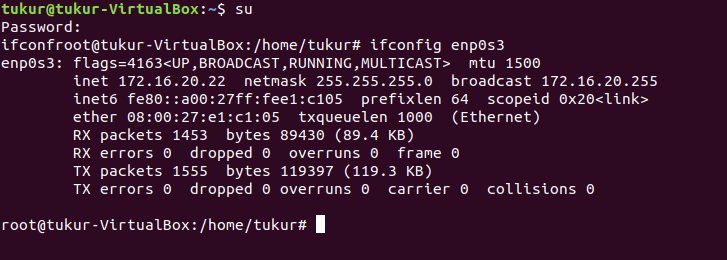 tukur@tukur-VirtualBox:~$ su
Password:
ifconfroot@tukur-VirtualBox:/home/tukur# ifconfig enp0s3
enp0s3: flags=4163<UP,BROADCAST,RUNNING,MULTICAST>  mtu 1500
        inet 172.16.20.22  netmask 255.255.255.0  broadcast 172.16.20.255
        inet6 fe80::a00:27ff:fee1:c105  prefixlen 64  scopeid 0x20<link>
        ether 08:00:27:e1:c1:05  txqueuelen 1000  (Ethernet)
        RX packets 1453  bytes 89430 (89.4 KB)
        RX errors 0  dropped 0  overruns 0  frame 0
        TX packets 1555  bytes 119397 (119.3 KB)
        TX errors 0  dropped 0 overruns 0  carrier 0  collisions 0
root@tukur-VirtualBox:/home/tukur#